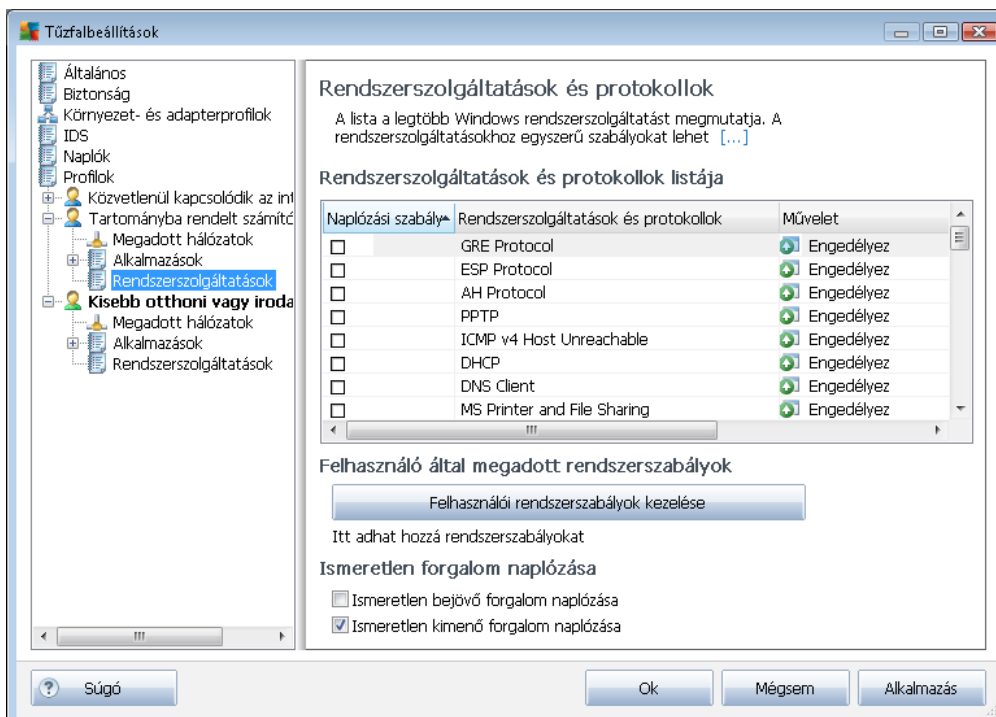 Tűzfalbeállítások
Általános
Biztonság
Környezet- és adapterprofilok
IDS
Naplók
Profilok
Közvetlenül kapcsolódik az int
Tartományba rendelt számító
Megadott hálózatok
Alkalmazások
Rendszerszolgáltatások
Kisebb otthoni vagy iroda
Megadott hálózatok
Alkalmazások
Rendszerszolgáltatások
Rendszerszolgáltatások és protokollok
A lista a legtöbb Windows rendszerszolgáltatást megmutatja. A
rendszerszolgáltatásokhoz egyszerű szabályokat lehet [...]
Rendszerszolgáltatások és protokollok listája
Naplózási szabály Rendszerszolgáltatások és protokollok Művelet
GRE Protocol Engedélyez
ESP Protocol Engedélyez
AH Protocol Engedélyez
PPTP Engedélyez
ICMP v4 Host Unreachable Engedélyez
DHCP Engedélyez
DNS Client Engedélyez
MS Printer and File Sharing Engedélyez
Felhasználó által megadott rendszerszabályok
Felhasználói rendszerszabályok kezelése
Itt adhat hozzá rendszerszabályokat
Ismeretlen forgalom naplózása
Ismeretlen bejövő forgalom naplózása
Ismeretlen kimenő forgalom naplózása
? Súgó
Ok
Mégsem
Alkalmazás